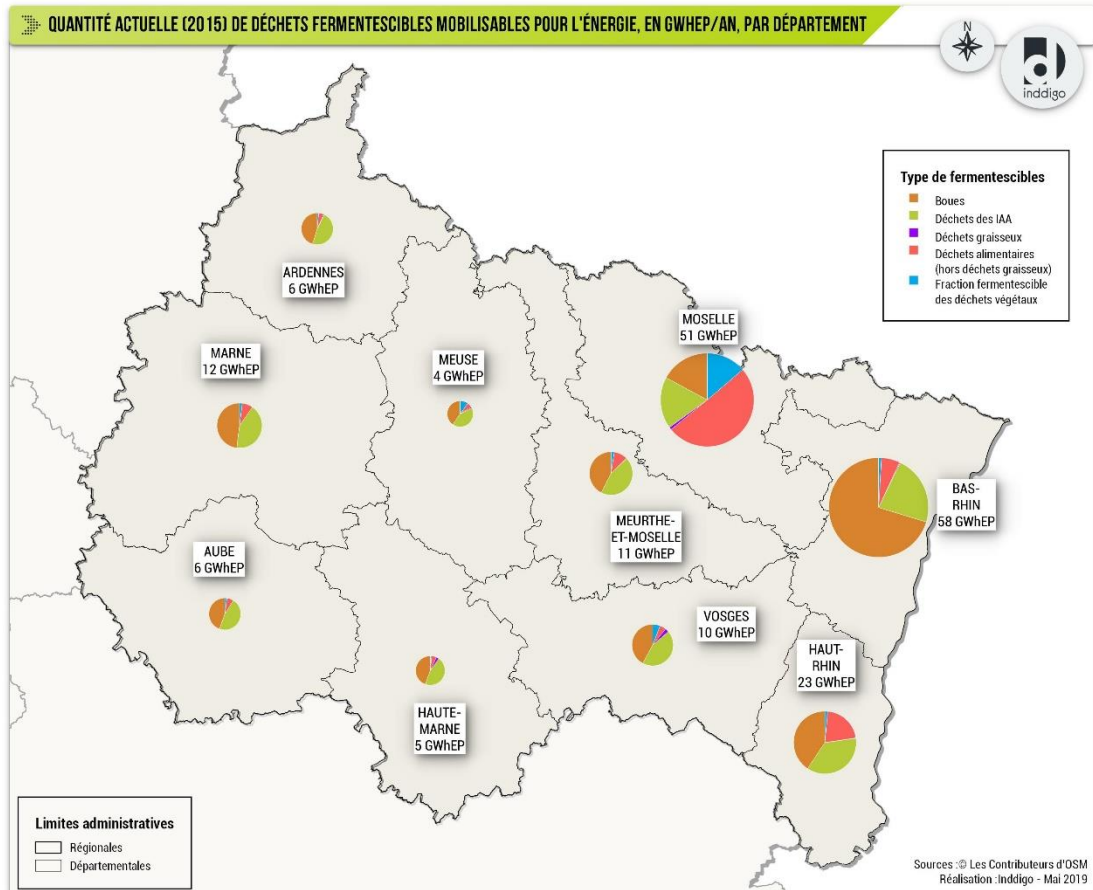 QUANTITÉ ACTUELLE (2015) DE DÉCHETS FERMENTESCIBLES MOBILISABLES POUR L'ÉNERGIE, EN GWHEP/AN, PAR DÉPARTEMENT
N
inddigo
Type de fermentescibles
Boues
Déchets des IAA
Déchets graisseux
Déchets alimentaires
(hors déchets graisseux)
Fraction fermentescible
des déchets végétaux
ARDENNES
6 GWhEP
MARNE
12 GWhEP
MEUSE
4 GWhEP
MOSELLE
51 GWhEP
BAS-
RHIN
58 GWhEP
MEURTHE-
ET-MOSELLE
11 GWhEP
AUBE
6 GWhEP
VOSGES
10 GWhEP
HAUT-
RHIN
23 GWhEP
HAUTE-
MARNE
5 GWhEP
Limites administratives
Régionales
Départementales
Sources :© Les Contributeurs d'OSM
Réalisation :Inddigo - Mai 2019